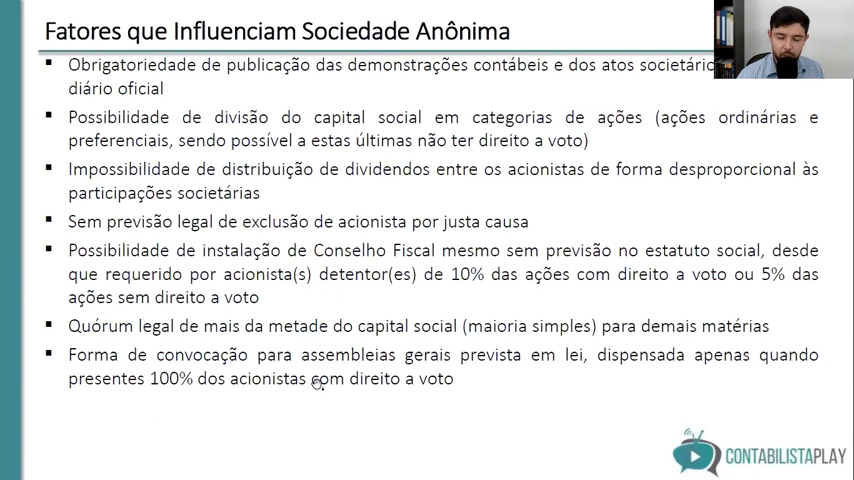 Fatores que Influenciam Sociedade Anônima
▪ Obrigatoriedade de publicação das demonstrações contábeis e dos atos societário
diário oficial
▪ Possibilidade de divisão do capital social em categorias de ações (ações ordinárias e
preferenciais, sendo possível a estas últimas não ter direito a voto)
▪ Impossibilidade de distribuição de dividendos entre os acionistas de forma desproporcional às
participações societárias
▪ Sem previsão legal de exclusão de acionista por justa causa
▪ Possibilidade de instalação de Conselho Fiscal mesmo sem previsão no estatuto social, desde
que requerido por acionista(s) detentor(es) de 10% das ações com direito a voto ou 5% das
ações sem direito a voto
▪ Quórum legal de mais da metade do capital social (maioria simples) para demais matérias
▪ Forma de convocação para assembleias gerais prevista em lei, dispensada apenas quando
presentes 100% dos acionistas com direito a voto
CONTABILISTAPLAY